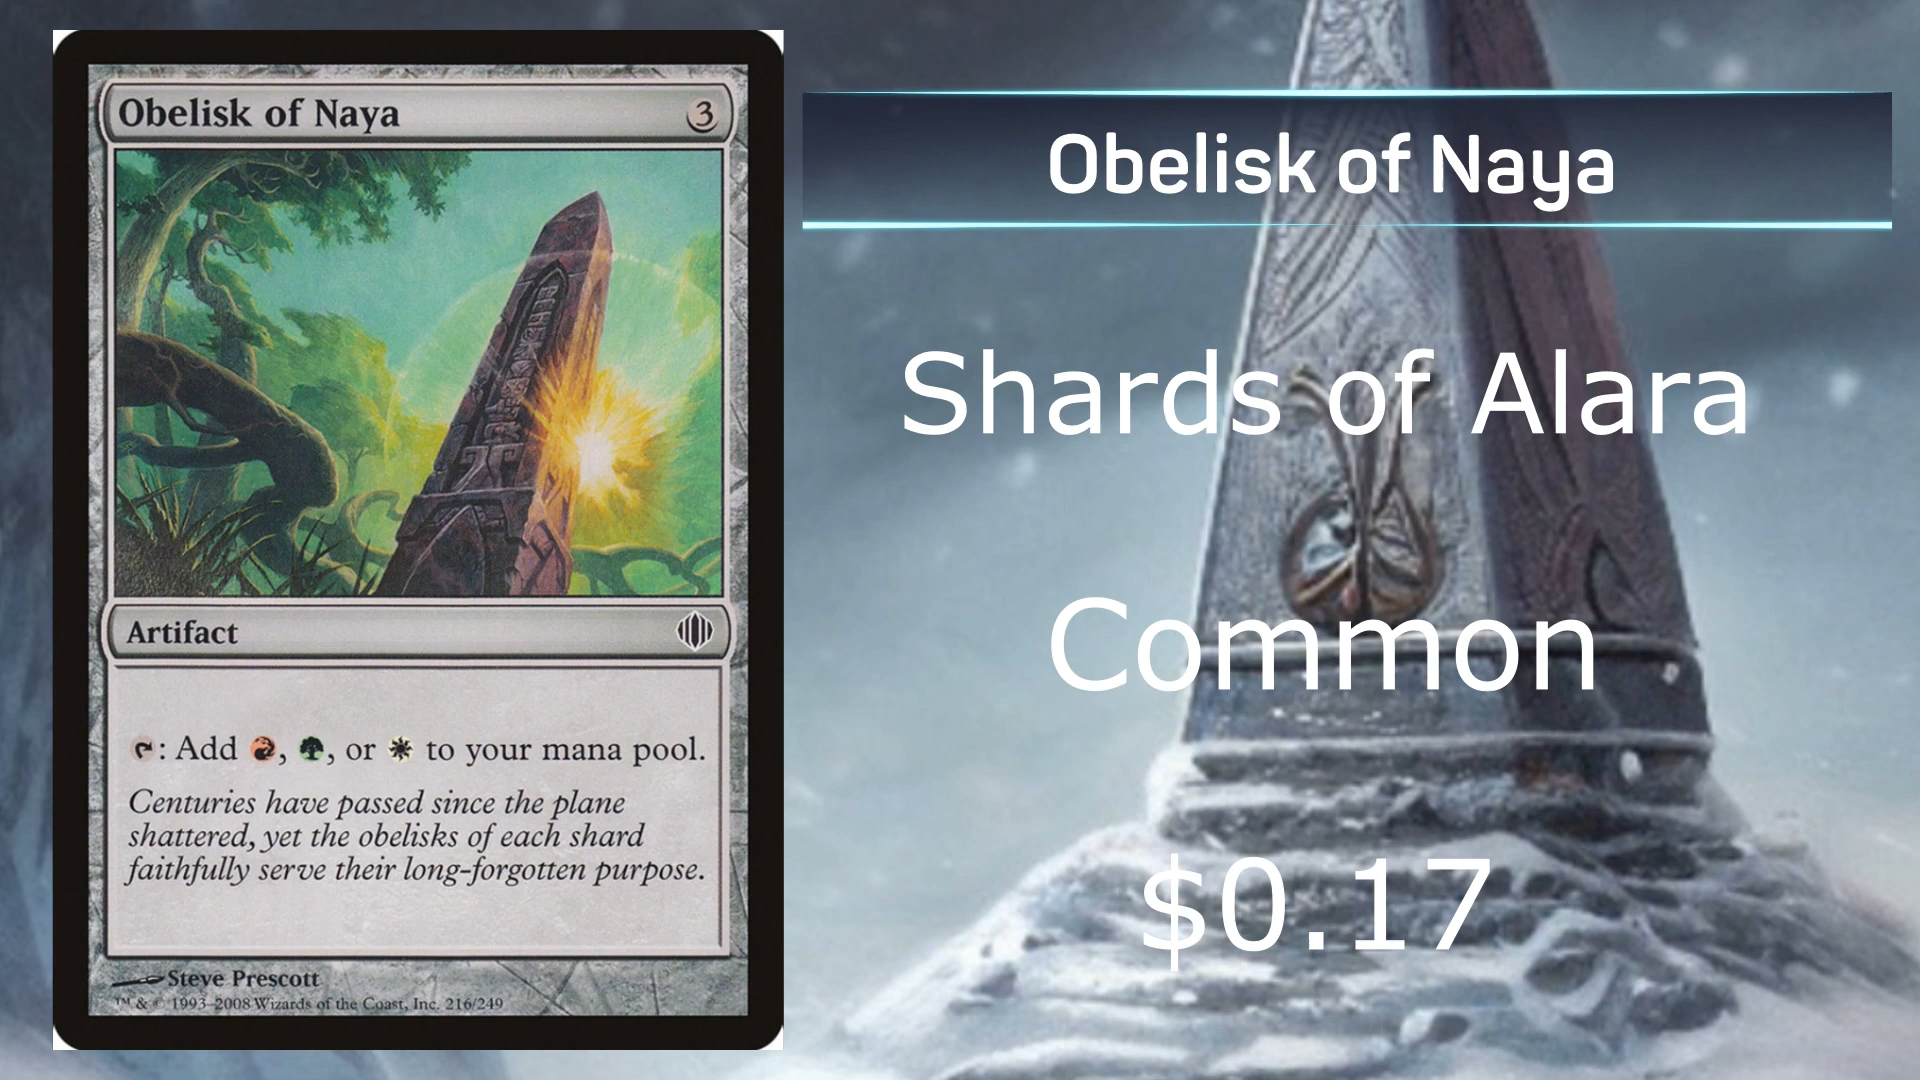 Obelisk of Naya
3
Artifact
: Add , , or to your mana pool.
Centuries have passed since the plane
shattered, yet the obelisks of each shard
faithfully serve their long-forgotten purpose.
Steve Prescott
™ & © 1993–2008 Wizards of the Coast, Inc. 216/249
Obelisk of Naya
Shards of Alara
Common
$0.17